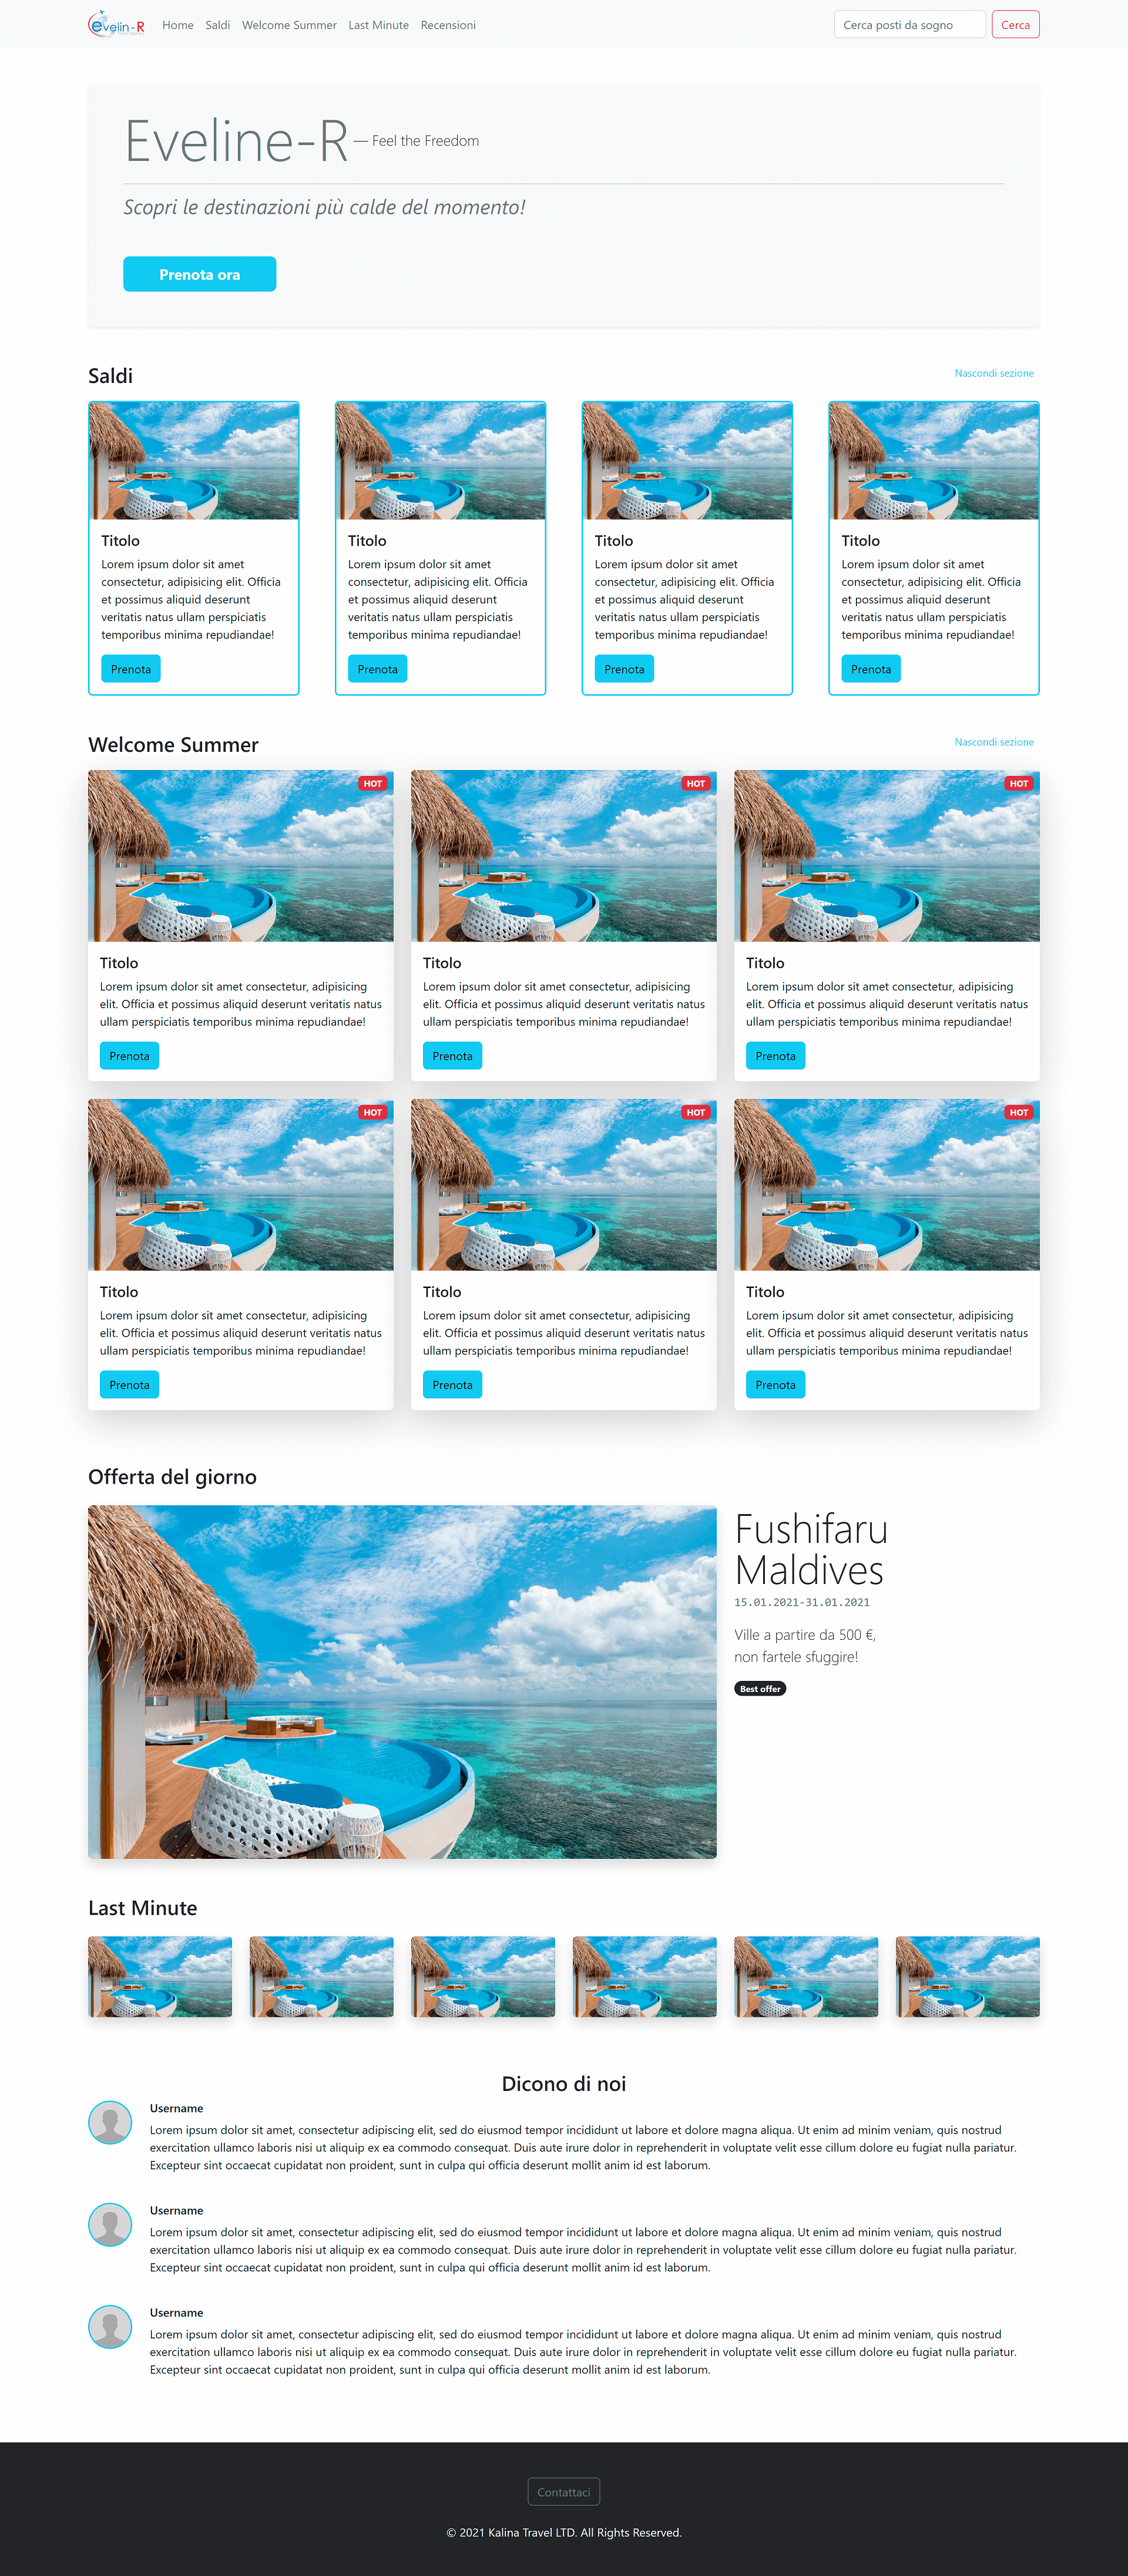 evelin-R
Home Saldi Welcome Summer Last Minute Recensioni
Cerca posti da sogno
Cerca
Eveline-R — Feel the Freedom
Scopri le destinazioni più calde del momento!
Prenota ora
Saldi
Nascondi sezione
Titolo
Lorem ipsum dolor sit amet
consectetur, adipisicing elit. Officia
et possimus aliquid deserunt
veritatis natus ullam perspiciatis
temporibus minima repudiandae!
Prenota
Titolo
Lorem ipsum dolor sit amet
consectetur, adipisicing elit. Officia
et possimus aliquid deserunt
veritatis natus ullam perspiciatis
temporibus minima repudiandae!
Prenota
Titolo
Lorem ipsum dolor sit amet
consectetur, adipisicing elit. Officia
et possimus aliquid deserunt
veritatis natus ullam perspiciatis
temporibus minima repudiandae!
Prenota
Titolo
Lorem ipsum dolor sit amet
consectetur, adipisicing elit. Officia
et possimus aliquid deserunt
veritatis natus ullam perspiciatis
temporibus minima repudiandae!
Prenota
Welcome Summer
Nascondi sezione
HOT
Titolo
Lorem ipsum dolor sit amet consectetur, adipisicing
elit. Officia et possimus aliquid deserunt veritatis natus
ullam perspiciatis temporibus minima repudiandae!
Prenota
HOT
Titolo
Lorem ipsum dolor sit amet consectetur, adipisicing
elit. Officia et possimus aliquid deserunt veritatis natus
ullam perspiciatis temporibus minima repudiandae!
Prenota
HOT
Titolo
Lorem ipsum dolor sit amet consectetur, adipisicing
elit. Officia et possimus aliquid deserunt veritatis natus
ullam perspiciatis temporibus minima repudiandae!
Prenota
HOT
Titolo
Lorem ipsum dolor sit amet consectetur, adipisicing
elit. Officia et possimus aliquid deserunt veritatis natus
ullam perspiciatis temporibus minima repudiandae!
Prenota
HOT
Titolo
Lorem ipsum dolor sit amet consectetur, adipisicing
elit. Officia et possimus aliquid deserunt veritatis natus
ullam perspiciatis temporibus minima repudiandae!
Prenota
HOT
Titolo
Lorem ipsum dolor sit amet consectetur, adipisicing
elit. Officia et possimus aliquid deserunt veritatis natus
ullam perspiciatis temporibus minima repudiandae!
Prenota
Offerta del giorno
Fushifaru
Maldives
15.01.2021-31.01.2021
Ville a partire da 500 €,
non fartele sfuggire!
Best offer
Last Minute
Dicono di noi
Username
Lorem ipsum dolor sit amet, consectetur adipiscing elit, sed do eiusmod tempor incididunt ut labore et dolore magna aliqua. Ut enim ad minim veniam, quis nostrud
exercitation ullamco laboris nisi ut aliquip ex ea commodo consequat. Duis aute irure dolor in reprehenderit in voluptate velit esse cillum dolore eu fugiat nulla pariatur.
Excepteur sint occaecat cupidatat non proident, sunt in culpa qui officia deserunt mollit anim id est laborum.
Username
Lorem ipsum dolor sit amet, consectetur adipiscing elit, sed do eiusmod tempor incididunt ut labore et dolore magna aliqua. Ut enim ad minim veniam, quis nostrud
exercitation ullamco laboris nisi ut aliquip ex ea commodo consequat. Duis aute irure dolor in reprehenderit in voluptate velit esse cillum dolore eu fugiat nulla pariatur.
Excepteur sint occaecat cupidatat non proident, sunt in culpa qui officia deserunt mollit anim id est laborum.
Username
Lorem ipsum dolor sit amet, consectetur adipiscing elit, sed do eiusmod tempor incididunt ut labore et dolore magna aliqua. Ut enim ad minim veniam, quis nostrud
exercitation ullamco laboris nisi ut aliquip ex ea commodo consequat. Duis aute irure dolor in reprehenderit in voluptate velit esse cillum dolore eu fugiat nulla pariatur.
Excepteur sint occaecat cupidatat non proident, sunt in culpa qui officia deserunt mollit anim id est laborum.
Contattaci
© 2021 Kalina Travel LTD. All Rights Reserved.